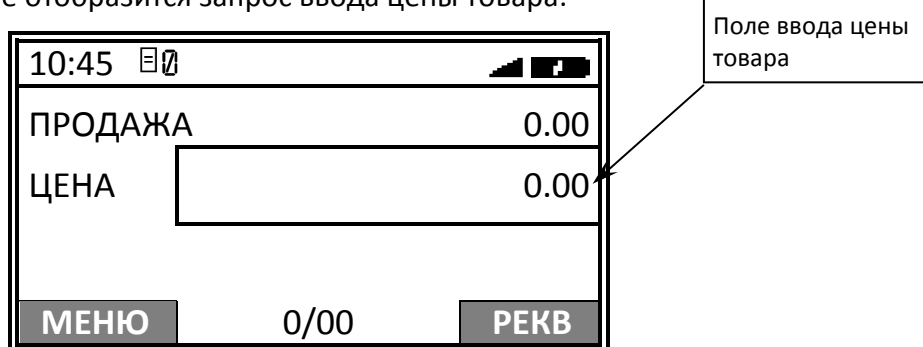 е отобразится запрос ввода цены товара:
Поле ввода цены
товара
10:45 0
ПРОДАЖА 0.00
ЦЕНА 0.00
МЕНЮ 0/00 РЕКВ